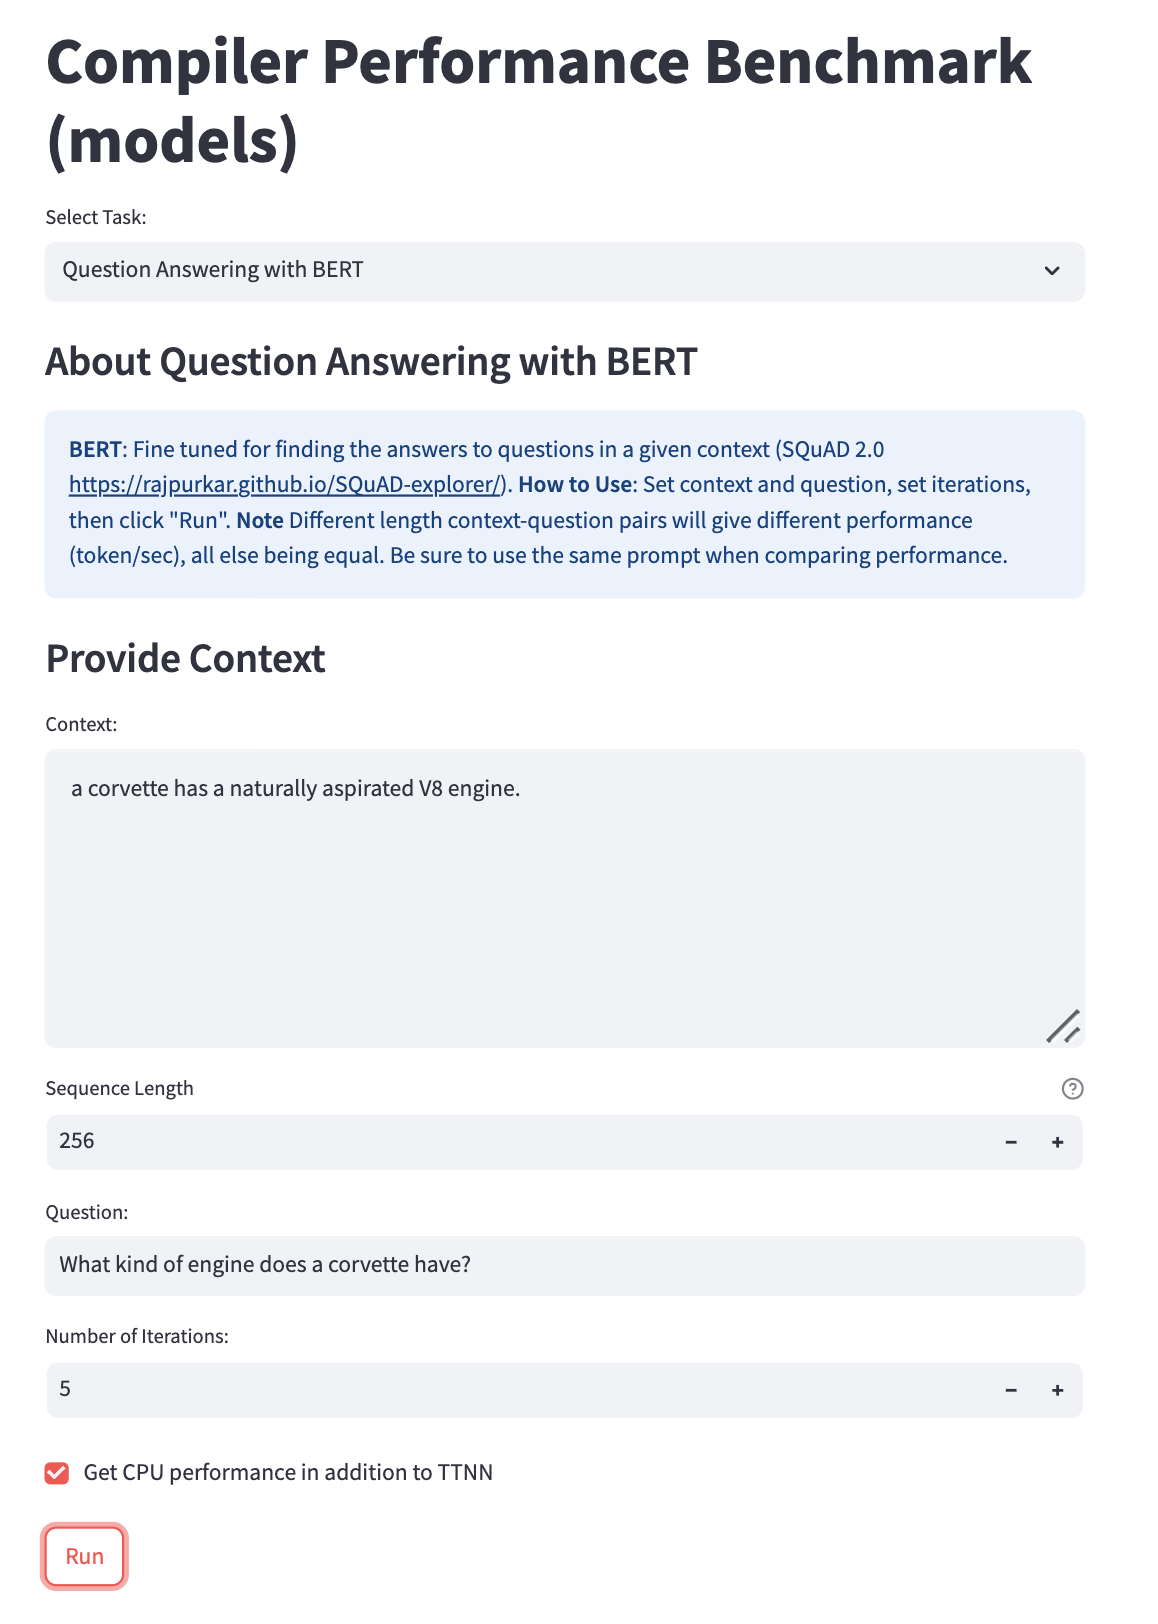 Compiler Performance Benchmark
(models)
Select Task:
Question Answering with BERT
About Question Answering with BERT
BERT: Fine tuned for finding the answers to questions in a given context (SQuAD 2.0
https://rajpurkar.github.io/SQuAD-explorer/). How to Use: Set context and question, set iterations,
then click "Run". Note Different length context-question pairs will give different performance
(token/sec), all else being equal. Be sure to use the same prompt when comparing performance.
Provide Context
Context:
a corvette has a naturally aspirated V8 engine.
Sequence Length
256
Question:
What kind of engine does a corvette have?
Number of Iterations:
5
Get CPU performance in addition to TTNN
Run